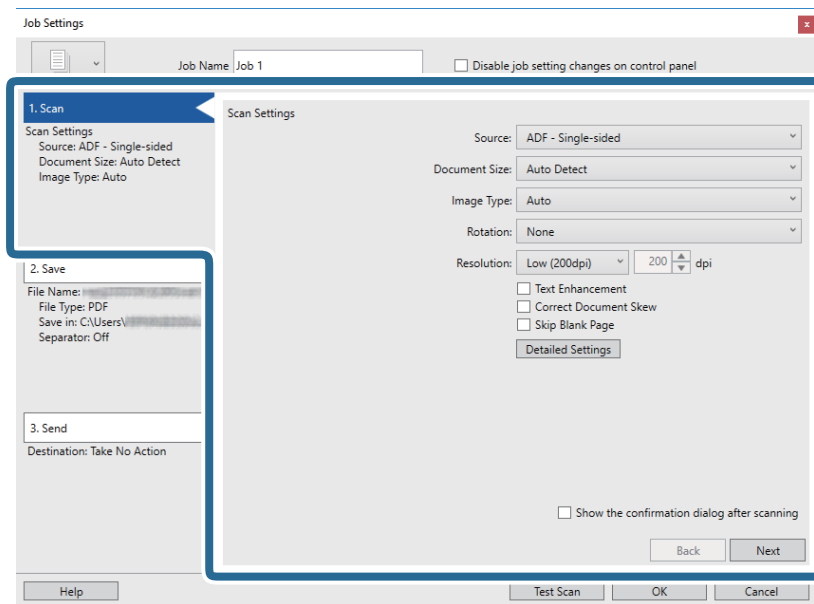 Job Settings
x
Job Name Job 1
Disable job setting changes on control panel
1. Scan
Scan Settings
Source: ADF - Single-sided
Document Size: Auto Detect
Image Type: Auto
2. Save
File Name:
File Type: PDF
Save in: C:\Users\
Separator: Off
3. Send
Destination: Take No Action
Scan Settings
Source: ADF - Single-sided
Document Size: Auto Detect
Image Type: Auto
Rotation: None
Resolution: Low (200dpi) 200 dpi
Text Enhancement
Correct Document Skew
Skip Blank Page
Detailed Settings
Show the confirmation dialog after scanning
Back Next
Help Test Scan OK Cancel